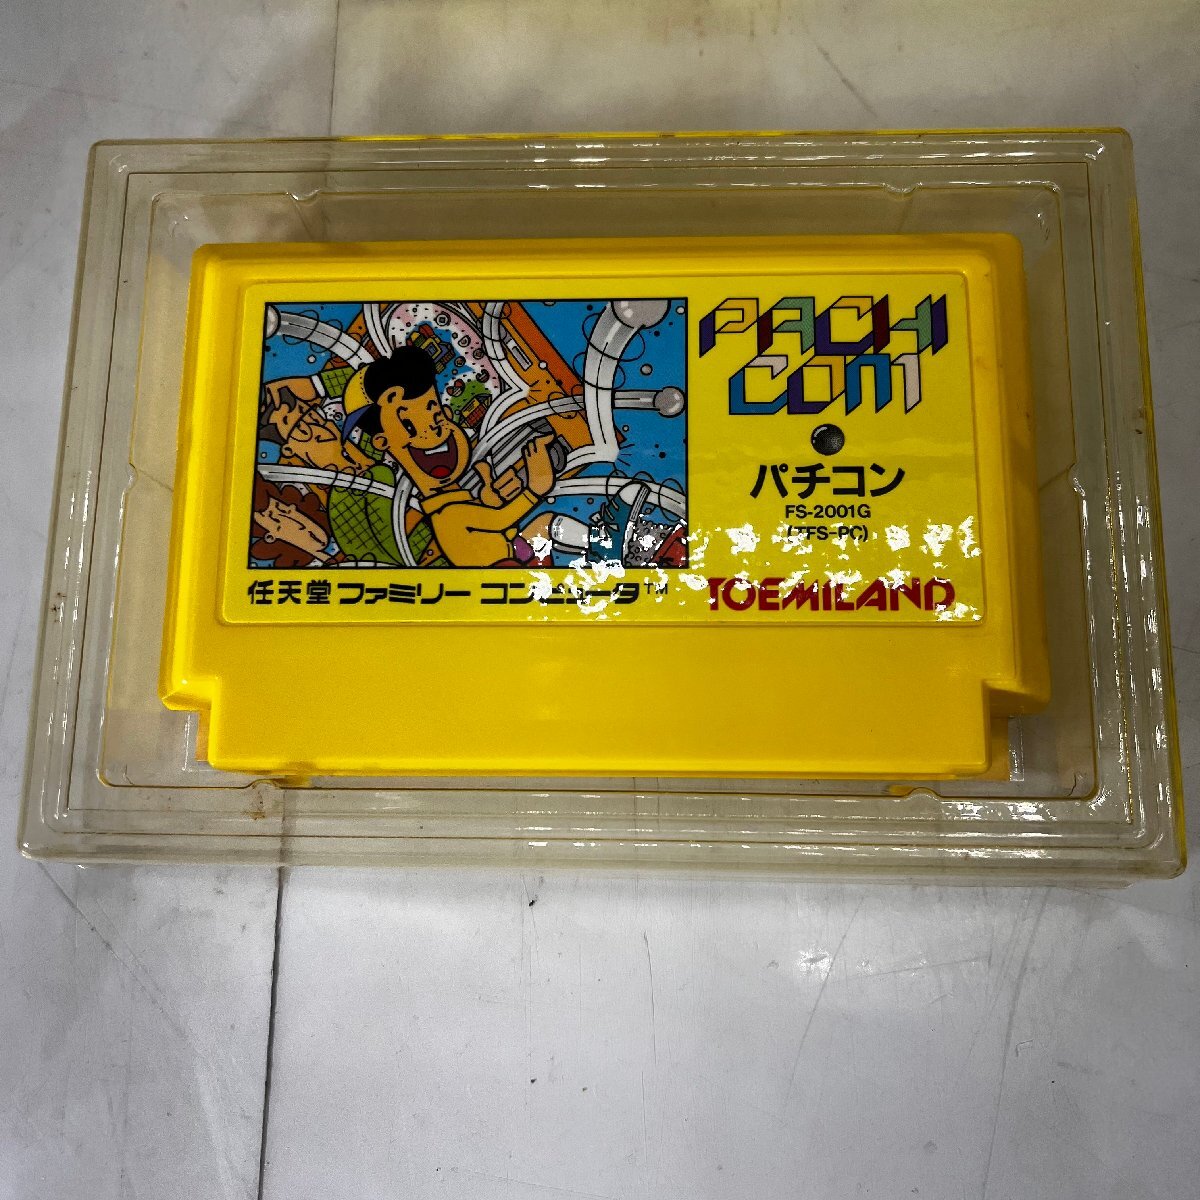 PACHI
COM
パチコン
FS-2001G
(TFS-PC)
任天堂ファミリー コンピュータ™
TOEMILAND